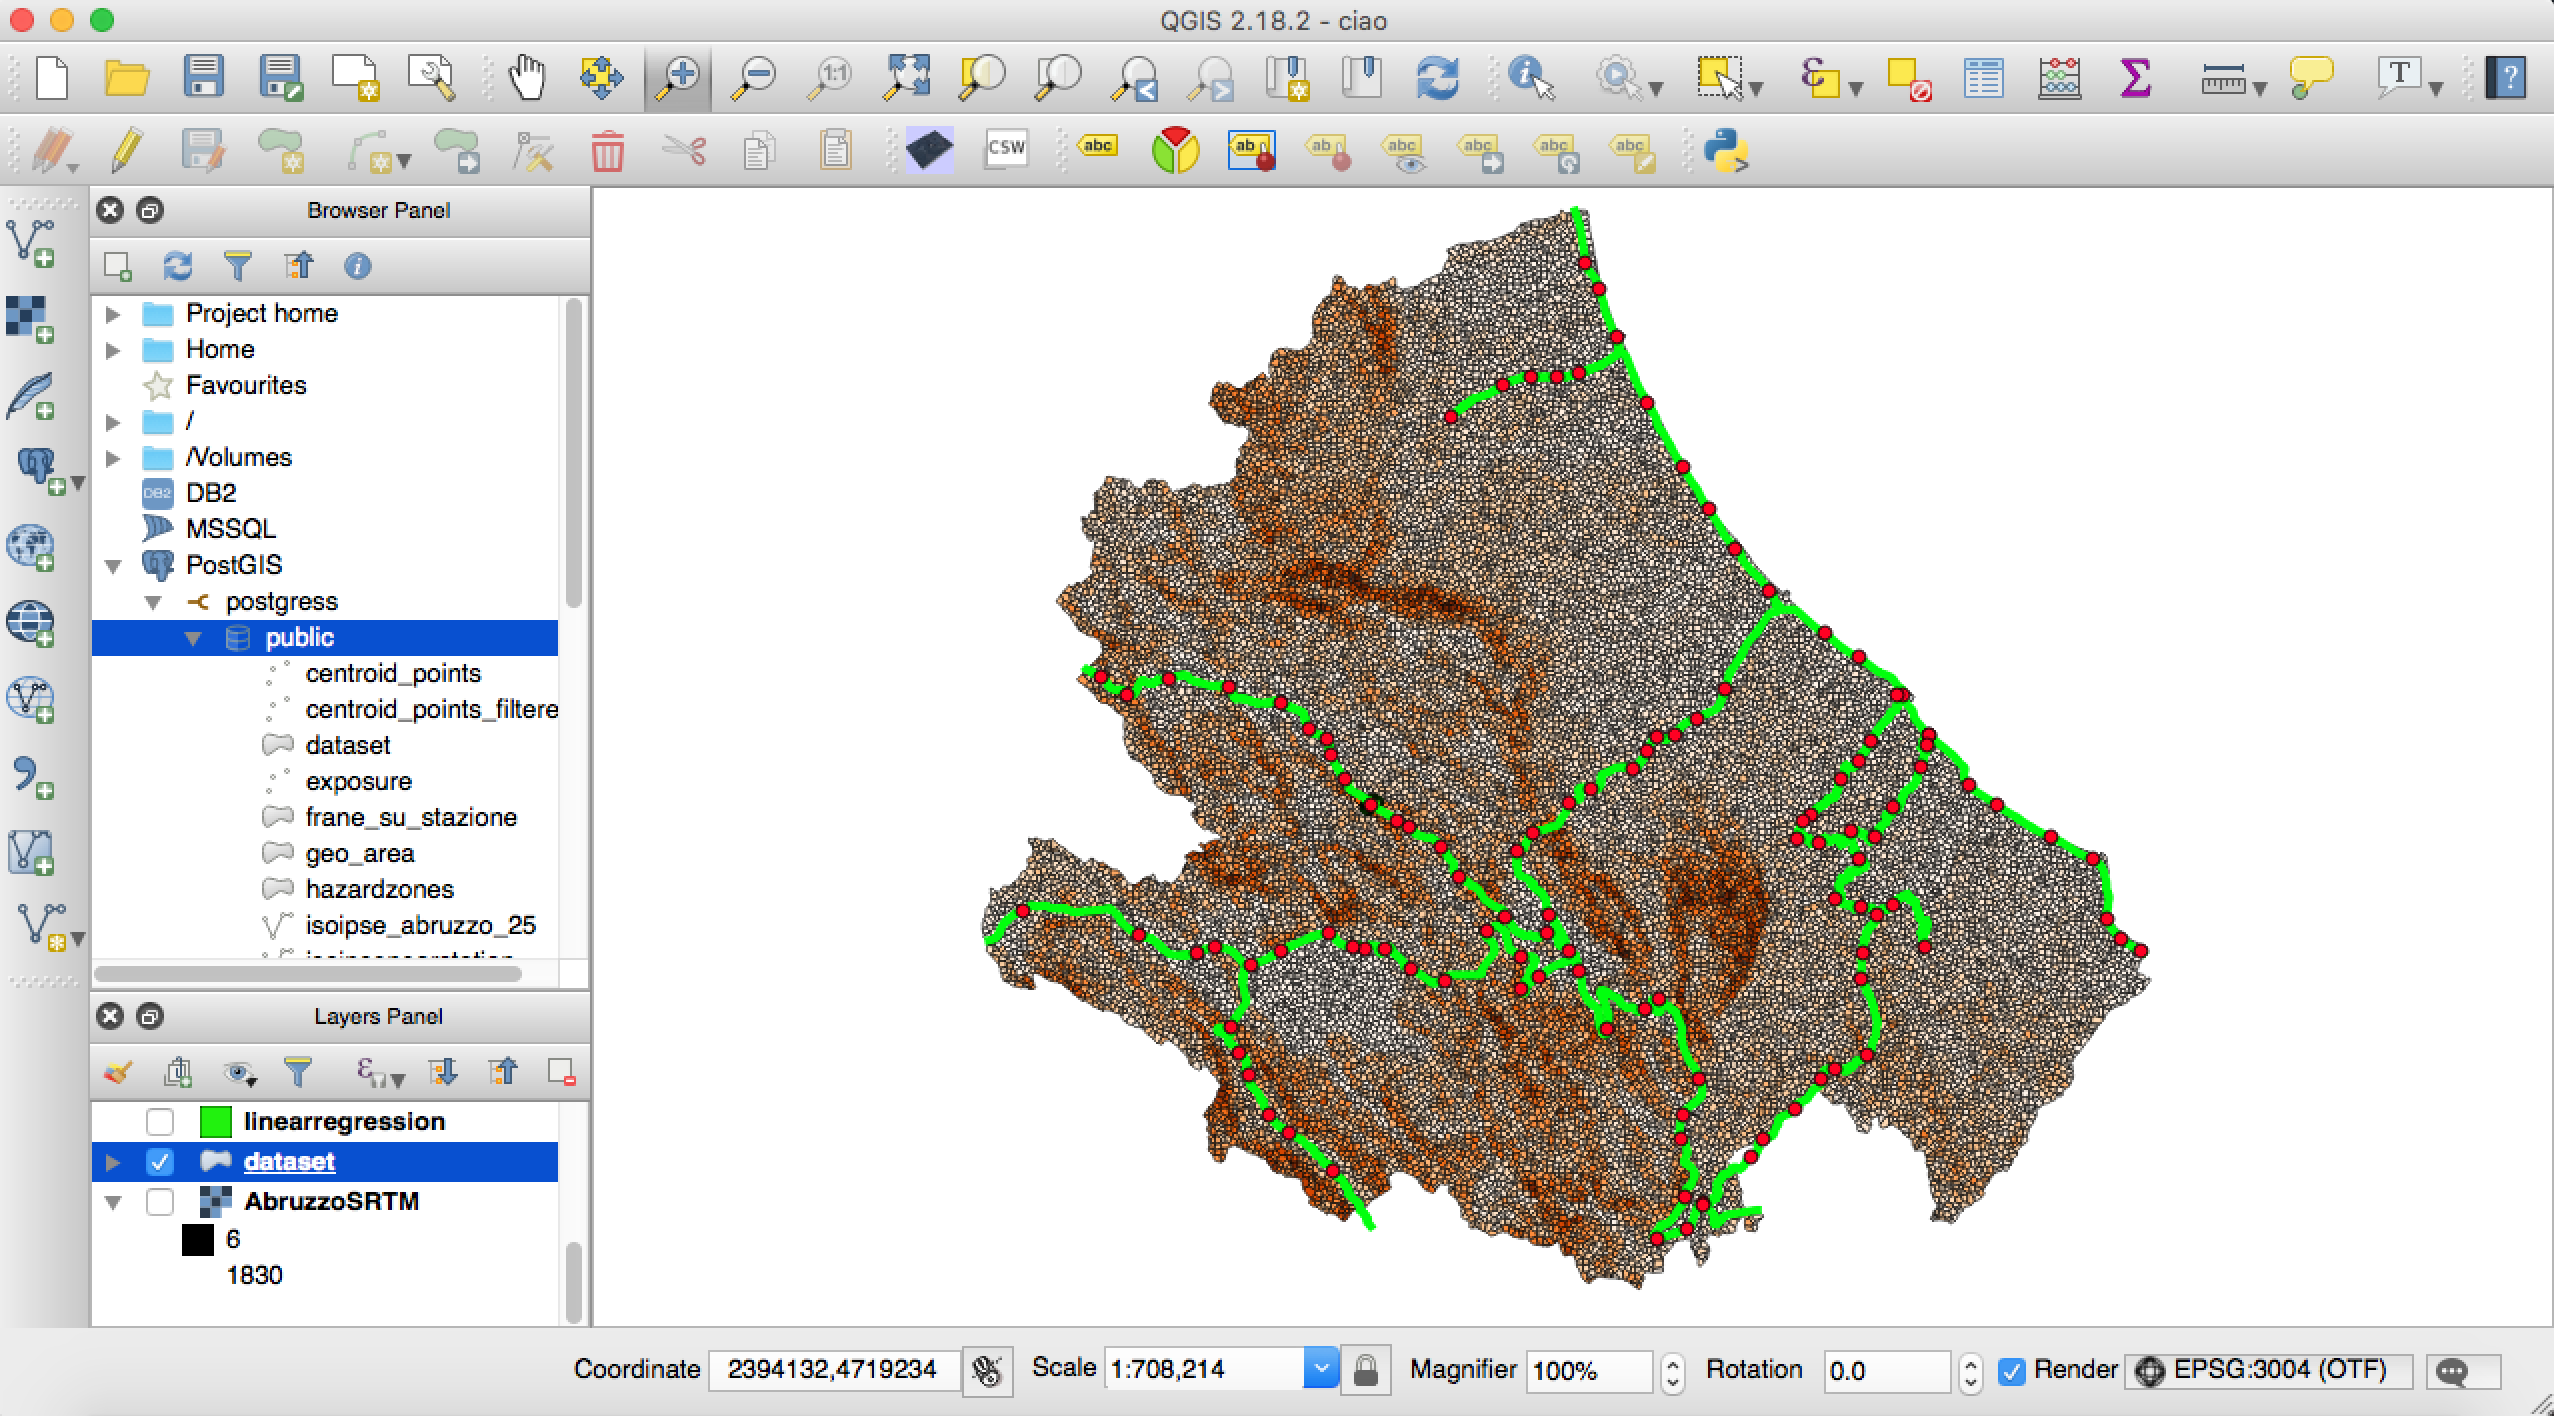 QGIS 2.18.2 - ciao
1:1
T
?
CSW
abc
ab
ab
abc
abc
abc
abc
Browser Panel
Project home
Home
Favourites
/
/Volumes
DB2 DB2
MSSQL
PostGIS
postgress
public
centroid_points
centroid_points_filtere
dataset
exposure
frane_su_stazione
geo_area
hazardzones
isoipse_abruzzo_25
Layers Panel
linearregression
dataset
AbruzzoSRTM
6
1830
Coordinate 2394132,4719234 Scale 1:708,214 Magnifier 100% Rotation 0.0 Render EPSG:3004 (OTF)